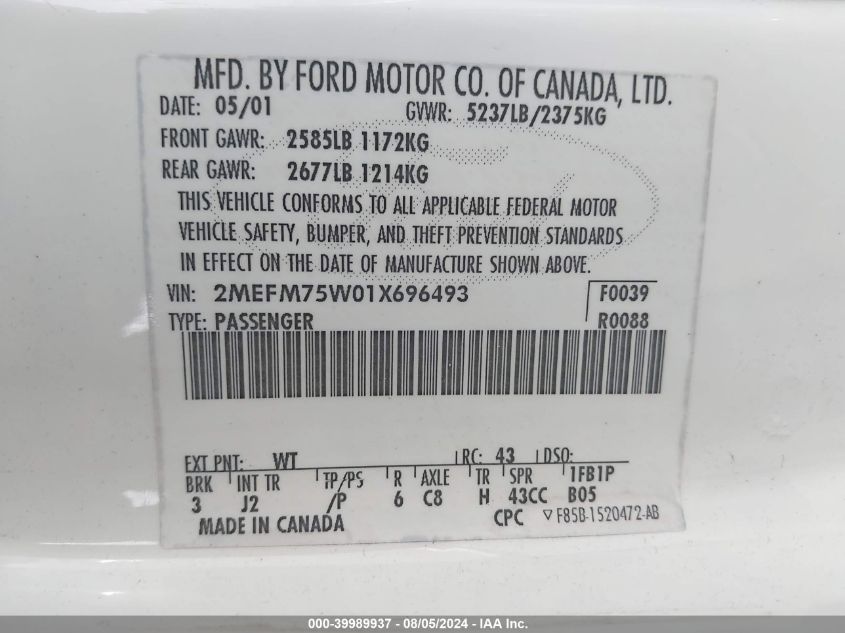 MFD. BY FORD MOTOR CO. OF CANADA, LTD.
DATE: 05/01 GVWR: 5237LB/2375KG
FRONT GAWR: 2585LB 1172KG
REAR GAWR: 2677LB 1214KG
THIS VEHICLE CONFORMS TO ALL APPLICABLE FEDERAL MOTOR
VEHICLE SAFETY, BUMPER, AND THEFT PREVENTION STANDARDS
IN EFFECT ON THE DATE OF MANUFACTURE SHOWN ABOVE.
VIN: 2MEFM75W01X696493 F0039
TYPE: PASSENGER R0088
EXT PNT: WT RC: 43 DSO:
BRK INT TR TP/PS R AXLE TR SPR 1FB1P
3 J2 /P 6 C8 H 43CC B05
MADE IN CANADA CPC ▽F85B-1520472-AB
000-39989937 - 08/05/2024 - IAA Inc.